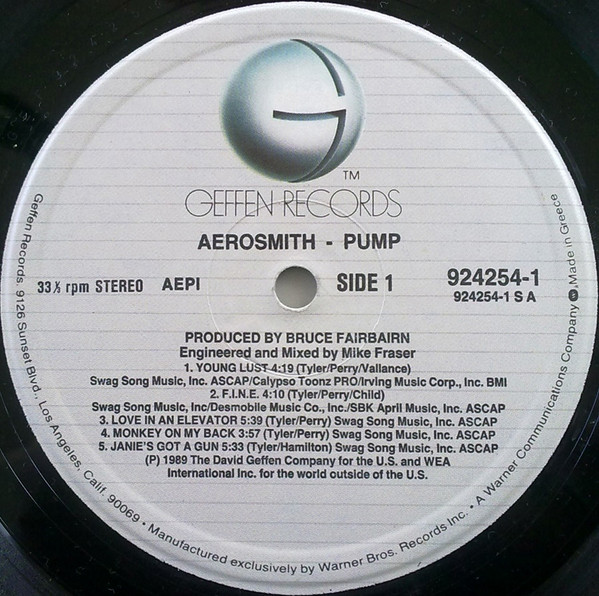 TM
GEFFEN RECORDS
AEROSMITH - PUMP
33⅓ rpm STEREO AEPI SIDE 1 924254-1
924254-1 S A
PRODUCED BY BRUCE FAIRBAIRN
Engineered and Mixed by Mike Fraser
1. YOUNG LUST 4:19 (Tyler/Perry/Vallance)
Swag Song Music, Inc. ASCAP/Calypso Toonz PRO/Irving Music Corp., Inc. BMI
2. F.I.N.E. 4:10 (Tyler/Perry/Child)
Swag Song Music, Inc/Desmobile Music Co., Inc./SBK April Music, Inc. ASCAP
3. LOVE IN AN ELEVATOR 5:39 (Tyler/Perry) Swag Song Music, Inc. ASCAP
4. MONKEY ON MY BACK 3:57 (Tyler/Perry) Swag Song Music, Inc. ASCAP
5. JANIE'S GOT A GUN 5:33 (Tyler/Hamilton) Swag Song Music, Inc. ASCAP
(P) 1989 The David Geffen Company for the U.S. and WEA
International Inc. for the world outside of the U.S.
Geffen Records, 9126 Sunset Blvd., Los Angeles, Calif. 90069 • Manufactured exclusively by Warner Bros. Records Inc. • A Warner Communications Company Made in Greece